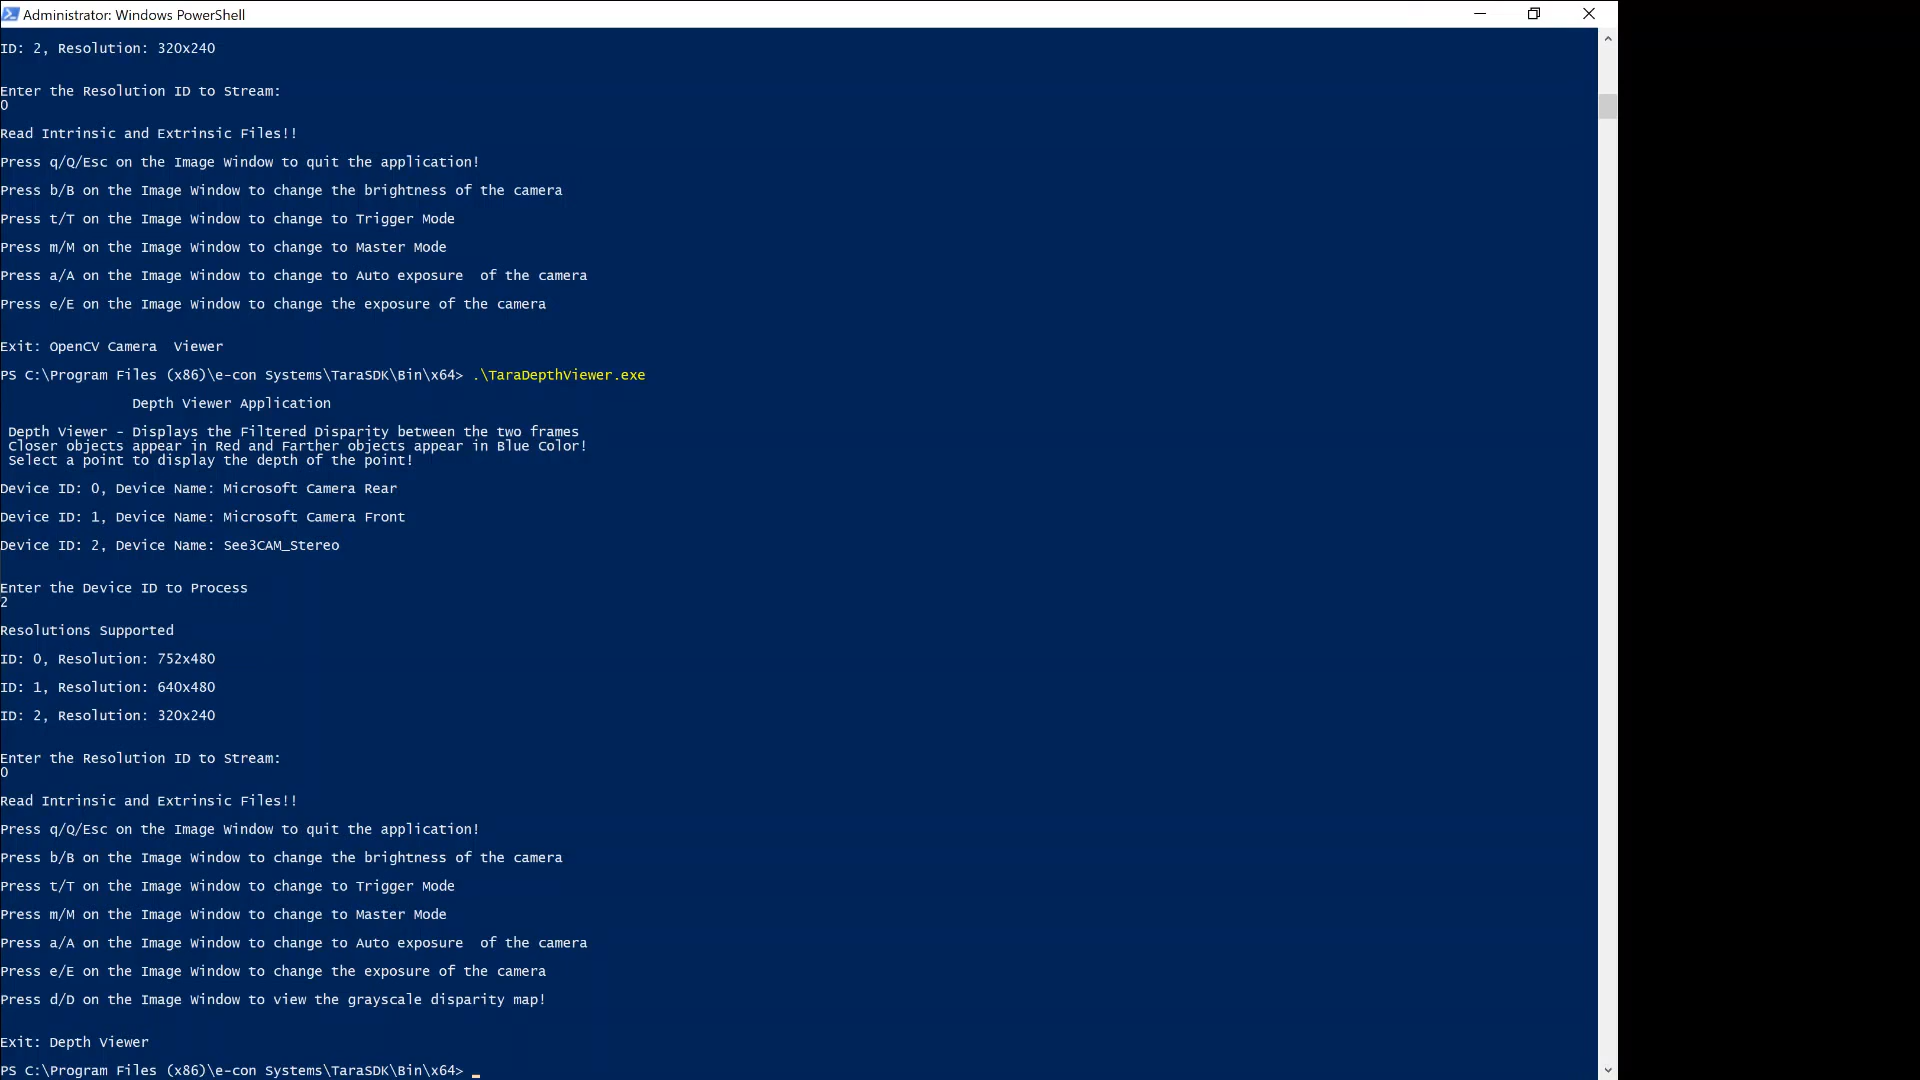 Administrator: Windows PowerShell
ID: 2, Resolution: 320x240
Enter the Resolution ID to Stream:
0
Read Intrinsic and Extrinsic Files!!
Press q/Q/Esc on the Image Window to quit the application!
Press b/B on the Image Window to change the brightness of the camera
Press t/T on the Image Window to change to Trigger Mode
Press m/M on the Image Window to change to Master Mode
Press a/A on the Image Window to change to Auto exposure  of the camera
Press e/E on the Image Window to change the exposure of the camera
Exit: OpenCV Camera  Viewer
PS C:\Program Files (x86)\e-con Systems\TaraSDK\Bin\x64> .\TaraDepthViewer.exe
Depth Viewer Application
Depth Viewer - Displays the Filtered Disparity between the two frames
Closer objects appear in Red and Farther objects appear in Blue Color!
Select a point to display the depth of the point!
Device ID: 0, Device Name: Microsoft Camera Rear
Device ID: 1, Device Name: Microsoft Camera Front
Device ID: 2, Device Name: See3CAM_Stereo
Enter the Device ID to Process
2
Resolutions Supported
ID: 0, Resolution: 752x480
ID: 1, Resolution: 640x480
ID: 2, Resolution: 320x240
Enter the Resolution ID to Stream:
0
Read Intrinsic and Extrinsic Files!!
Press q/Q/Esc on the Image Window to quit the application!
Press b/B on the Image Window to change the brightness of the camera
Press t/T on the Image Window to change to Trigger Mode
Press m/M on the Image Window to change to Master Mode
Press a/A on the Image Window to change to Auto exposure  of the camera
Press e/E on the Image Window to change the exposure of the camera
Press d/D on the Image Window to view the grayscale disparity map!
Exit: Depth Viewer
PS C:\Program Files (x86)\e-con Systems\TaraSDK\Bin\x64>